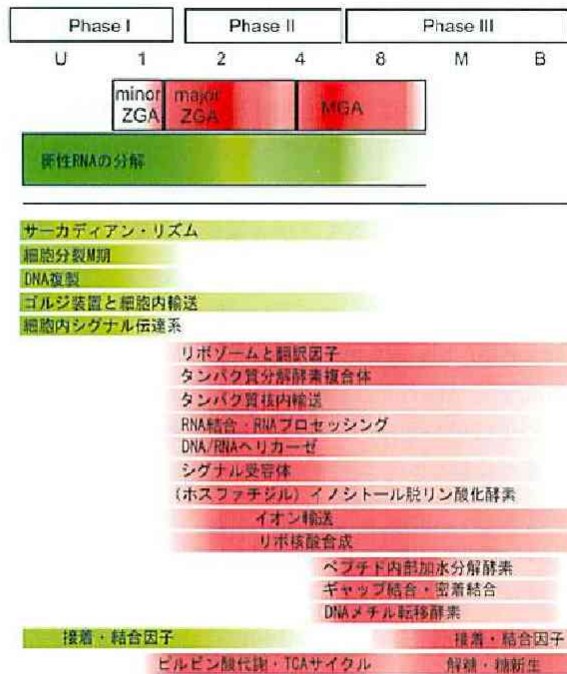 Phase I Phase II Phase III
U 1 2 4 8 M B
minor ZGA major ZGA MGA
母性RNAの分解
サーカディアン・リズム
細胞分裂M期
DNA複製
ゴルジ装置と細胞内輸送
細胞内シグナル伝達系
リボゾームと翻訳因子
タンパク質分解酵素複合体
タンパク質核内輸送
RNA結合・RNAプロセッシング
DNA/RNAヘリカーゼ
シグナル受容体
(ホスファチジル) イノシトール脱リン酸化酵素
イオン輸送
リボ核酸合成
ペプチド内部加水分解酵素
ギャップ結合・密着結合
DNAメチル転移酵素
接着・結合因子 接着・結合因子
ピルビン酸代謝・TCAサイクル 解糖・糖新生